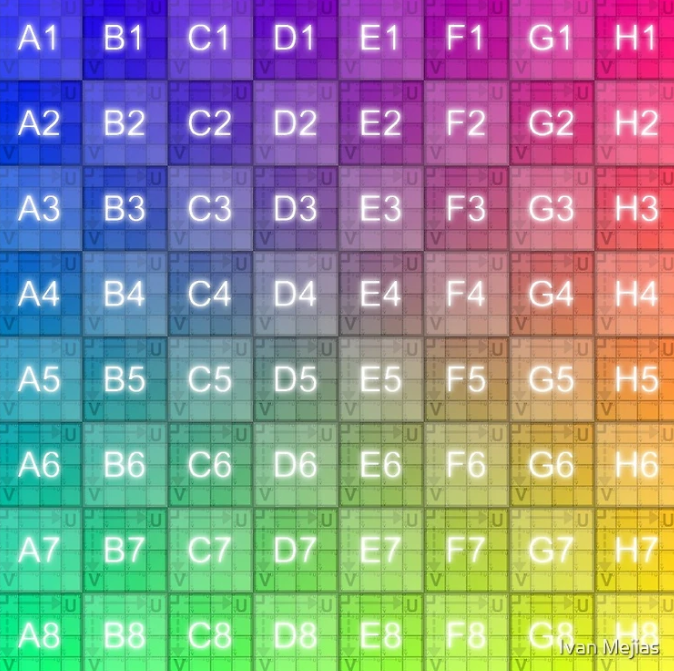 A1 B1 C1 D1 E1 F1 G1 H1
A2 B2 C2 D2 E2 F2 G2 H2
A3 B3 C3 D3 E3 F3 G3 H3
A4 B4 C4 D4 E4 F4 G4 H4
A5 B5 C5 D5 E5 F5 G5 H5
A6 B6 C6 D6 E6 F6 G6 H6
A7 B7 C7 D7 E7 F7 G7 H7
A8 B8 C8 D8 E8 F8 G8 H8
Ivan Mejias